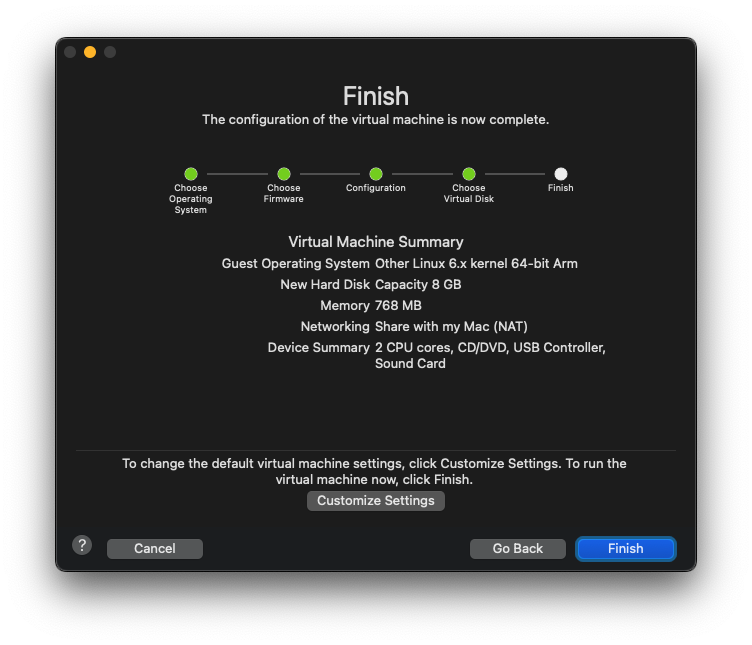 Finish
The configuration of the virtual machine is now complete.
Choose
Operating
System
Choose
Firmware
Configuration
Choose
Virtual Disk
Finish
Virtual Machine Summary
Guest Operating System Other Linux 6.x kernel 64-bit Arm
New Hard Disk Capacity 8 GB
Memory 768 MB
Networking Share with my Mac (NAT)
Device Summary 2 CPU cores, CD/DVD, USB Controller,
Sound Card
To change the default virtual machine settings, click Customize Settings. To run the
virtual machine now, click Finish.
Customize Settings
? Cancel Go Back Finish